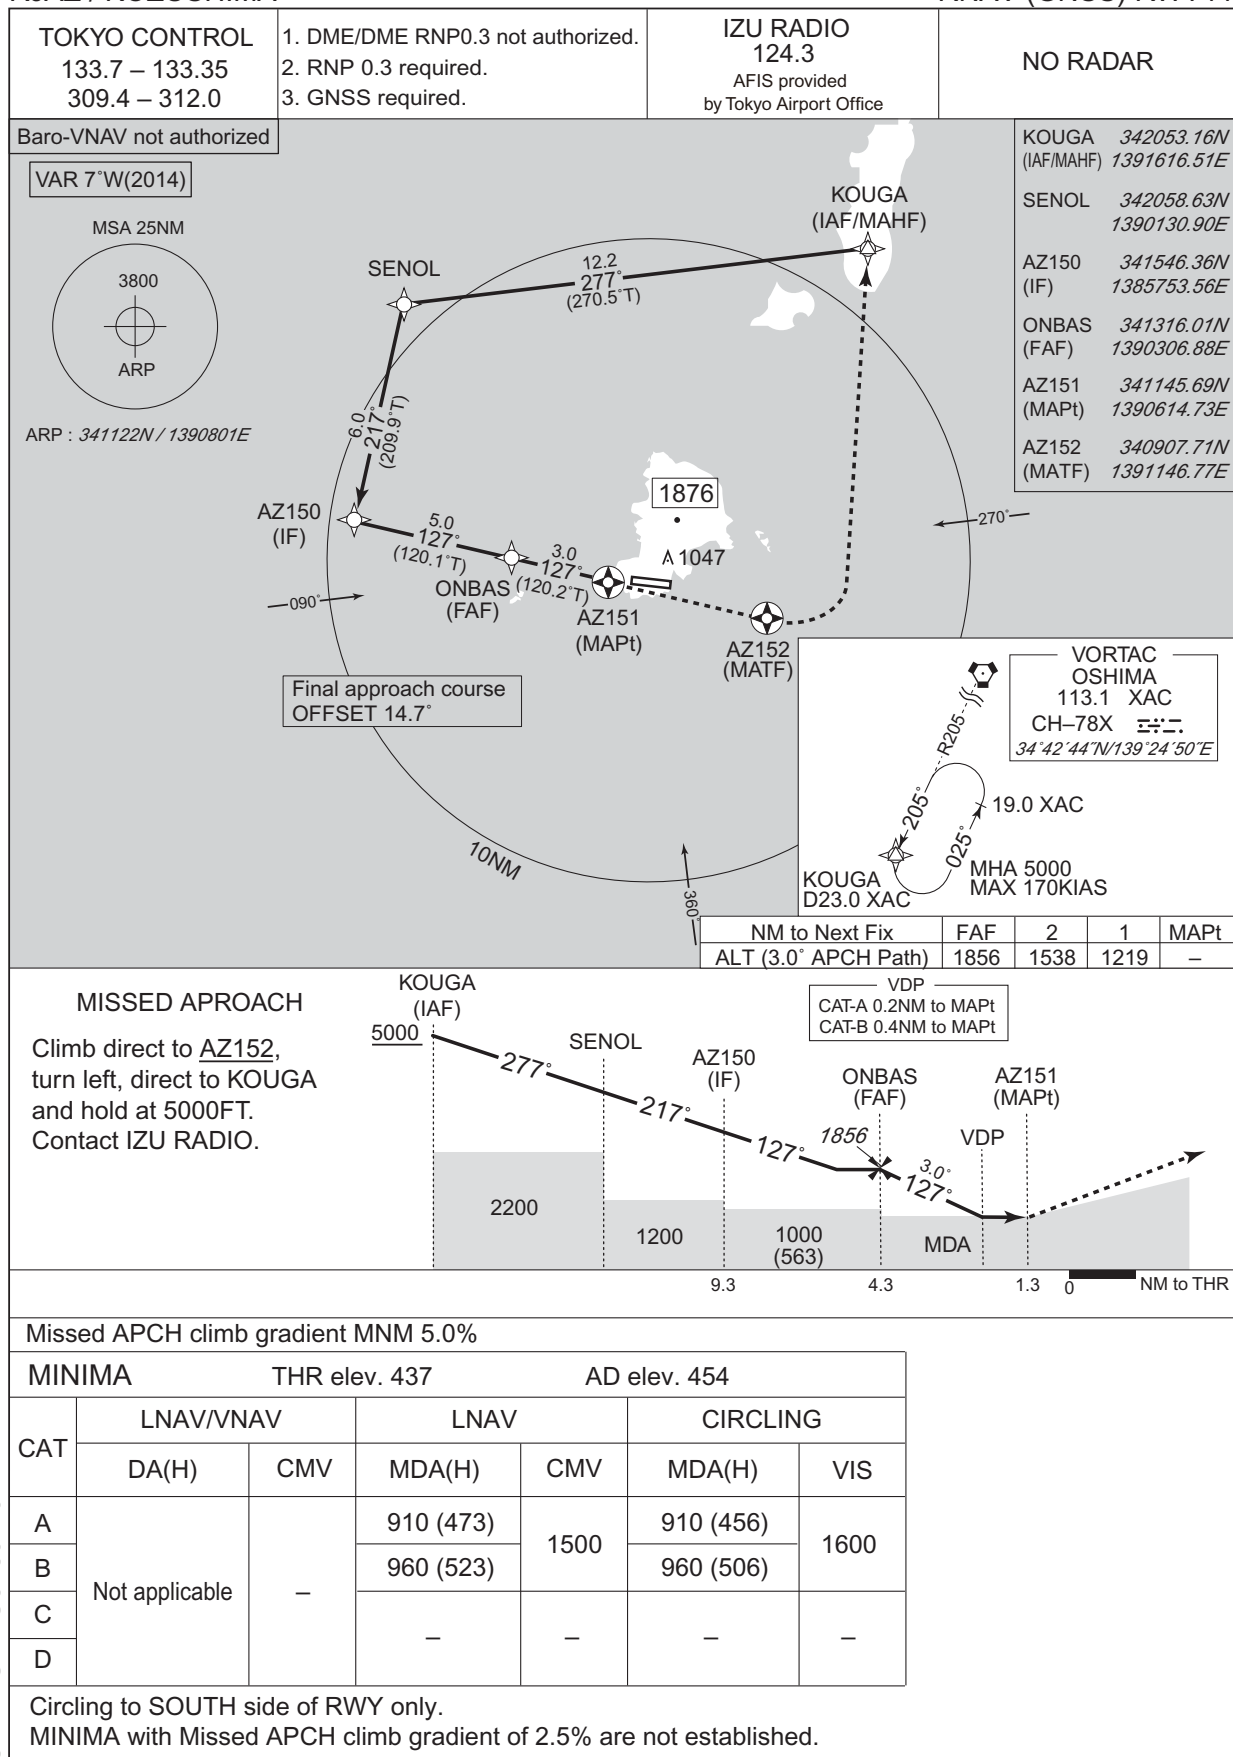 TOKYO CONTROL
133.7 – 133.35
309.4 – 312.0
1. DME/DME RNP0.3 not authorized.
2. RNP 0.3 required.
3. GNSS required.
IZU RADIO
124.3
AFIS provided
by Tokyo Airport Office
NO RADAR
Baro-VNAV not authorized
VAR 7˚W(2014)
MSA 25NM
3800
ARP
ARP : 341122N / 1390801E
KOUGA 342053.16N
(IAF/MAHF) 1391616.51E
SENOL 342058.63N
1390130.90E
AZ150 341546.36N
(IF) 1385753.56E
ONBAS 341316.01N
(FAF) 1390306.88E
AZ151 341145.69N
(MAPt) 1390614.73E
AZ152 340907.71N
(MATF) 1391146.77E
KOUGA
(IAF/MAHF)
SENOL
12.2
277˚
(270.5˚T)
6.0
217˚
(209.9˚T)
AZ150
(IF)
5.0
127˚
(120.1˚T)
ONBAS
(FAF)
3.0
127˚
(120.2˚T)
AZ151
(MAPt)
1876
1047
AZ152
(MATF)
270˚
090˚
360˚
10NM
Final approach course
OFFSET 14.7˚
VORTAC
OSHIMA
113.1 XAC
CH–78X
34˚42´44˝N/139˚24´50˝E
R205
205˚
025˚
19.0 XAC
KOUGA
D23.0 XAC
MHA 5000
MAX 170KIAS
NM to Next Fix FAF 2 1 MAPt
ALT (3.0˚ APCH Path) 1856 1538 1219 –
MISSED APROACH
Climb direct to AZ152,
turn left, direct to KOUGA
and hold at 5000FT.
Contact IZU RADIO.
KOUGA
(IAF)
5000
277˚
SENOL
217˚
AZ150
(IF)
127˚
1856
ONBAS
(FAF)
3.0˚
127˚
VDP
CAT-A 0.2NM to MAPt
CAT-B 0.4NM to MAPt
VDP
AZ151
(MAPt)
2200
1200
1000
(563)
MDA
9.3 4.3 1.3 0 NM to THR
Missed APCH climb gradient MNM 5.0%
MINIMA THR elev. 437 AD elev. 454
CAT LNAV/VNAV LNAV CIRCLING
DA(H) CMV MDA(H) CMV MDA(H) VIS
A Not applicable – 910 (473) 1500 910 (456) 1600
B 960 (523) 960 (506)
C – – – –
D
Circling to SOUTH side of RWY only.
MINIMA with Missed APCH climb gradient of 2.5% are not established.